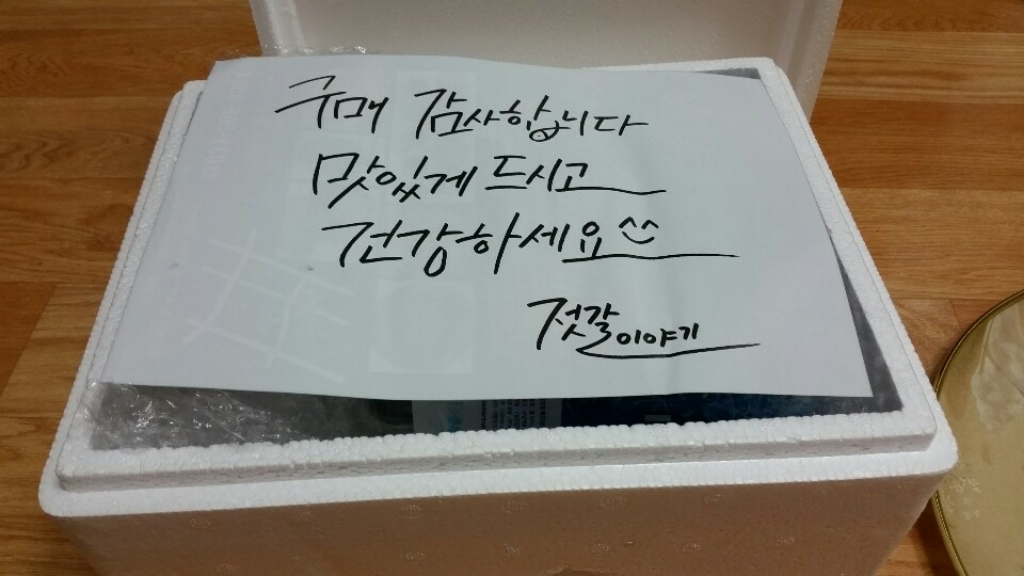 구매 감사합니다
맛있게 드시고
건강하세요^^
젓갈이야기